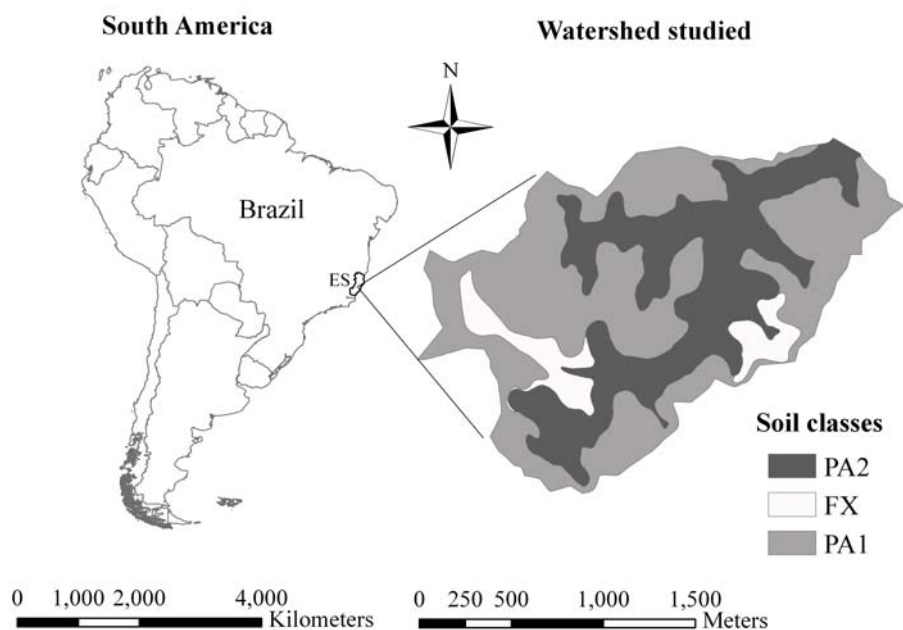 South America
Watershed studied
N
Brazil
ES
Soil classes
PA2
FX
PA1
0 1,000 2,000 4,000
Kilometers
0 250 500 1,000 1,500
Meters